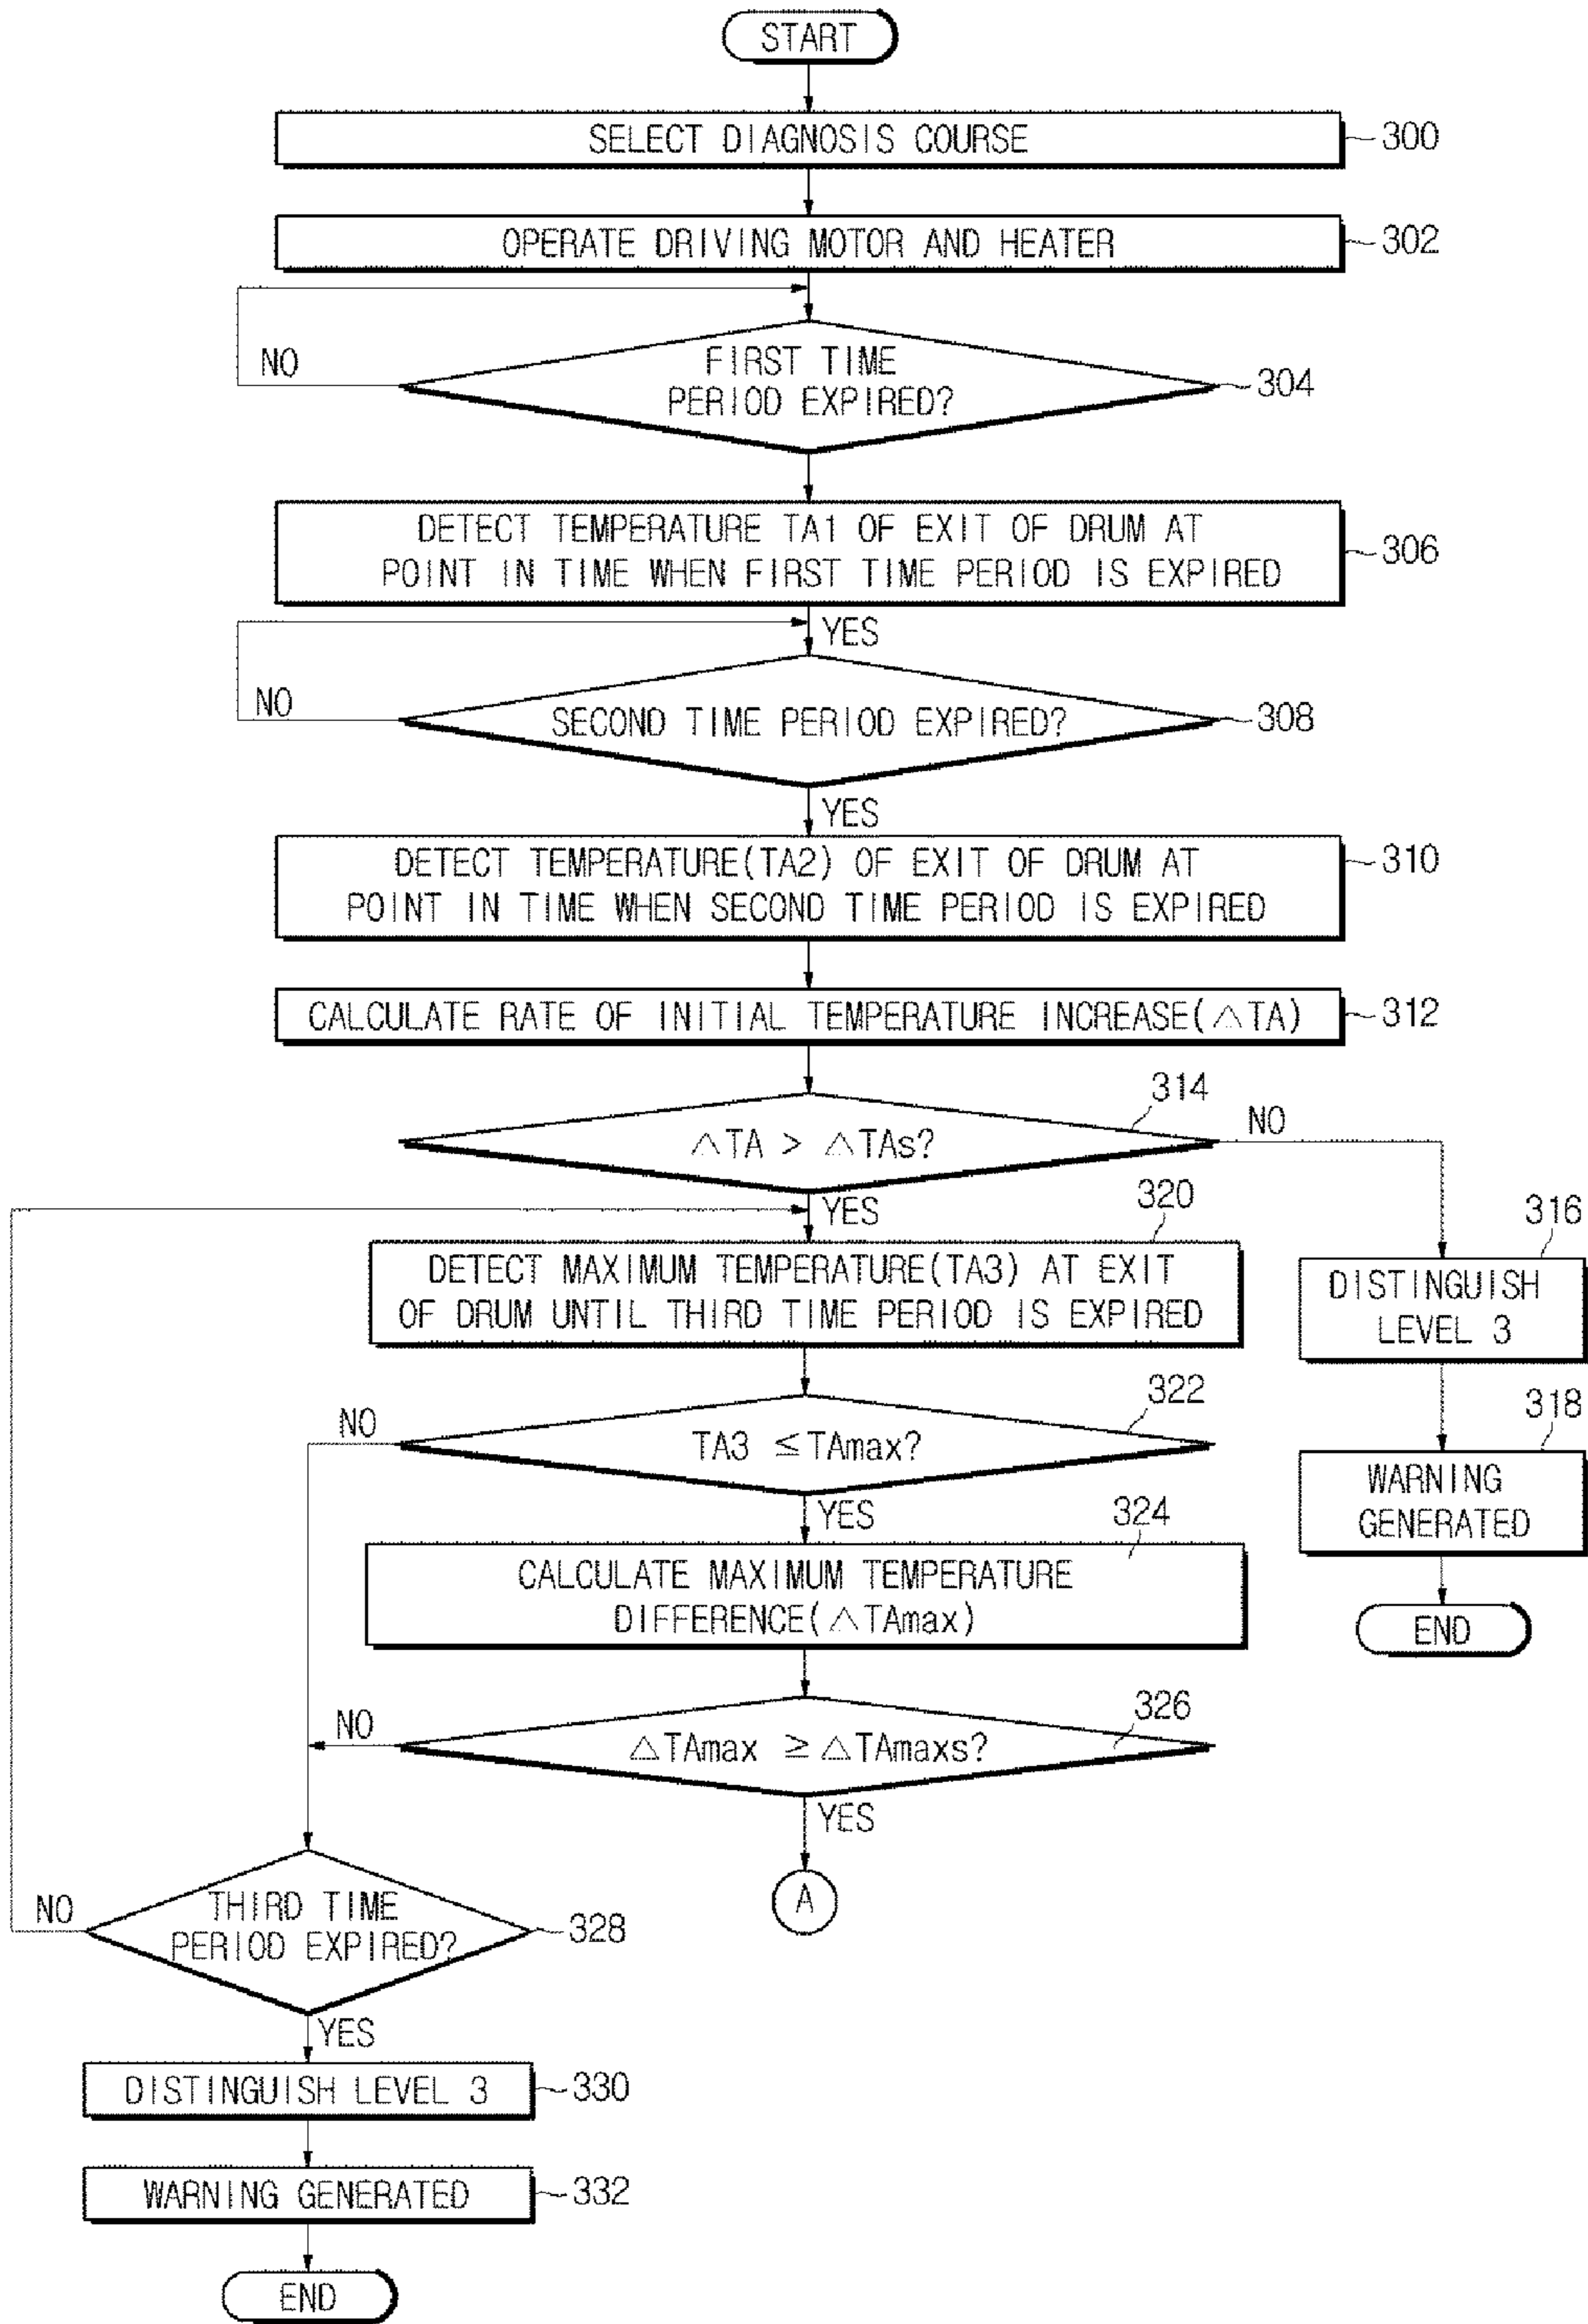 START
SELECT DIAGNOSIS COURSE
300
OPERATE DRIVING MOTOR AND HEATER
302
NO
FIRST TIME
PERIOD EXPIRED?
304
DETECT TEMPERATURE TA1 OF EXIT OF DRUM AT
POINT IN TIME WHEN FIRST TIME PERIOD IS EXPIRED
306
YES
NO
SECOND TIME PERIOD EXPIRED?
308
YES
DETECT TEMPERATURE(TA2) OF EXIT OF DRUM AT
POINT IN TIME WHEN SECOND TIME PERIOD IS EXPIRED
310
CALCULATE RATE OF INITIAL TEMPERATURE INCREASE(△TA)
312
314
△TA > △TAs?
NO
YES
320
DETECT MAXIMUM TEMPERATURE(TA3) AT EXIT
OF DRUM UNTIL THIRD TIME PERIOD IS EXPIRED
316
DISTINGUISH
LEVEL 3
322
NO
TA3 ≤TAmax?
318
WARNING
GENERATED
YES
324
CALCULATE MAXIMUM TEMPERATURE
DIFFERENCE(△TAmax)
END
326
NO
△TAmax ≥ △TAmaxs?
YES
A
NO
THIRD TIME
PERIOD EXPIRED?
328
YES
DISTINGUISH LEVEL 3
330
WARNING GENERATED
332
END